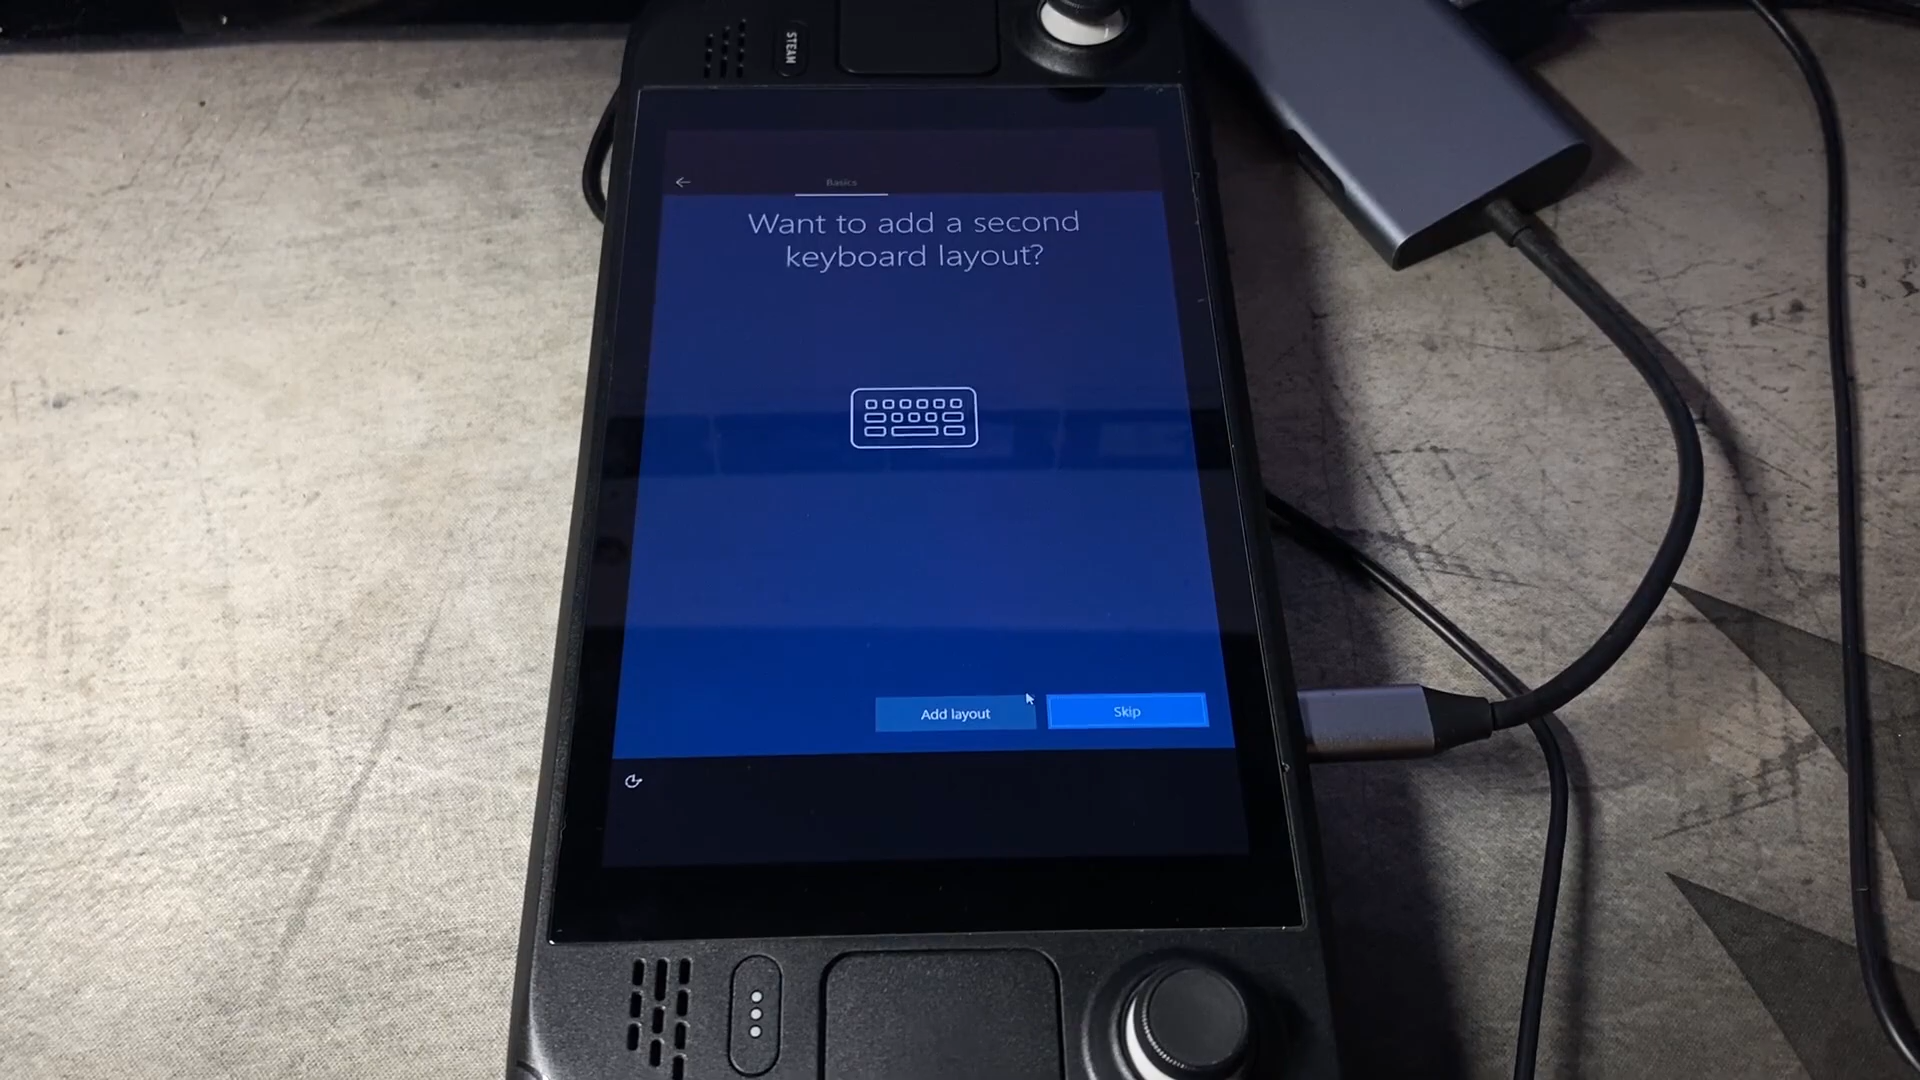 STEAM
Basics
Want to add a second
keyboard layout?
Add layout
Skip